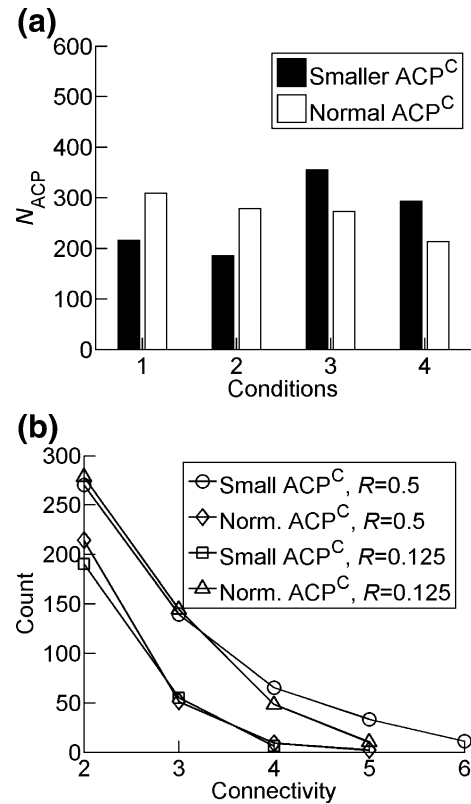 (a)
600
500
400
300
200
100
0
N_ACP
Smaller ACP^C
Normal ACP^C
1 2 3 4
Conditions
(b)
300
250
200
150
100
50
0
Count
Small ACP^C, R=0.5
Norm. ACP^C, R=0.5
Small ACP^C, R=0.125
Norm. ACP^C, R=0.125
2 3 4 5 6
Connectivity